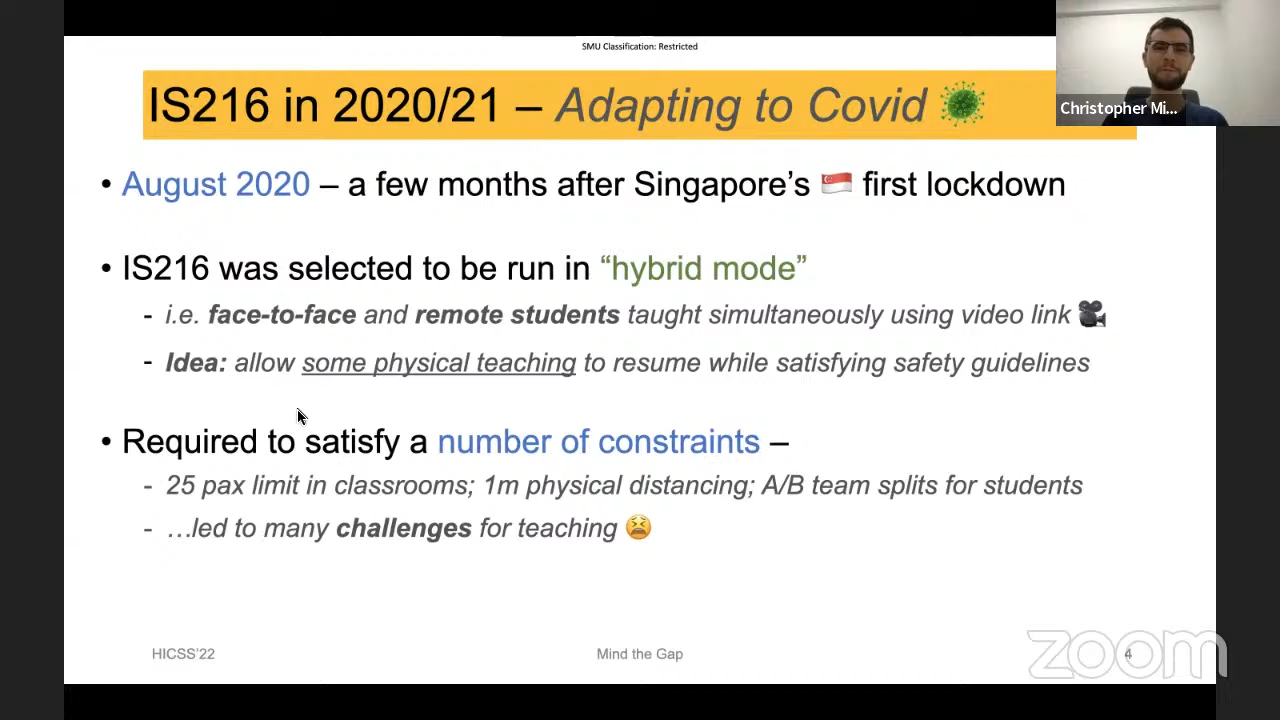 SMU Classification: Restricted
IS216 in 2020/21 – Adapting to Covid
Christopher Mi...
• August 2020 – a few months after Singapore's first lockdown
• IS216 was selected to be run in “hybrid mode”
- i.e. face-to-face and remote students taught simultaneously using video link
- Idea: allow some physical teaching to resume while satisfying safety guidelines
• Required to satisfy a number of constraints –
- 25 pax limit in classrooms; 1m physical distancing; A/B team splits for students
- …led to many challenges for teaching
HICSS'22
Mind the Gap
4
zoom